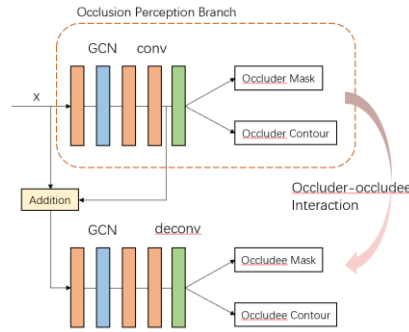 Occlusion Perception Branch
GCN
conv
x
Occluder Mask
Occluder Contour
Addition
Occluder-occludee
Interaction
GCN
deconv
Occludee Mask
Occludee Contour